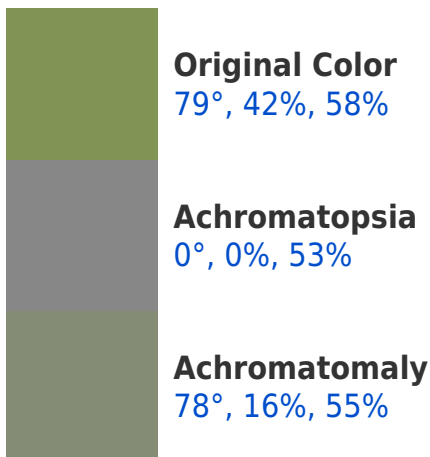 Original Color
79°, 42%, 58%
Achromatopsia
0°, 0%, 53%
Achromatomaly
78°, 16%, 55%